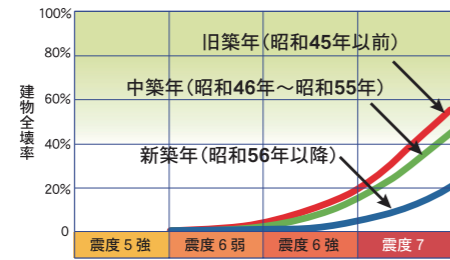 100%
80%
60%
40%
20%
0
建物全壊率
旧築年（昭和45年以前）
中築年（昭和46年～昭和55年）
新築年（昭和56年以降）
震度5強
震度6弱
震度6強
震度7